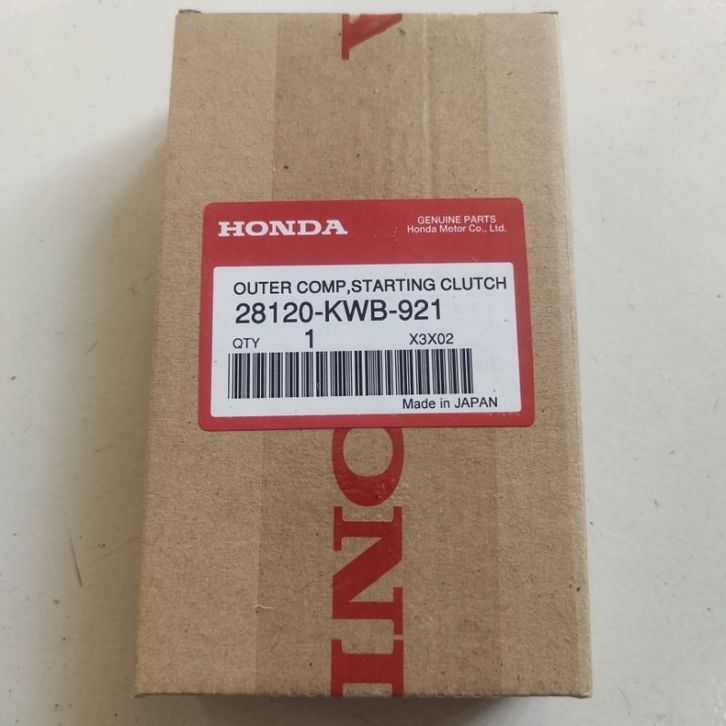 HONDA
GENUINE PARTS
Honda Motor Co., Ltd.
OUTER COMP,STARTING CLUTCH
28120-KWB-921
QTY 1 X3X02
Made in JAPAN